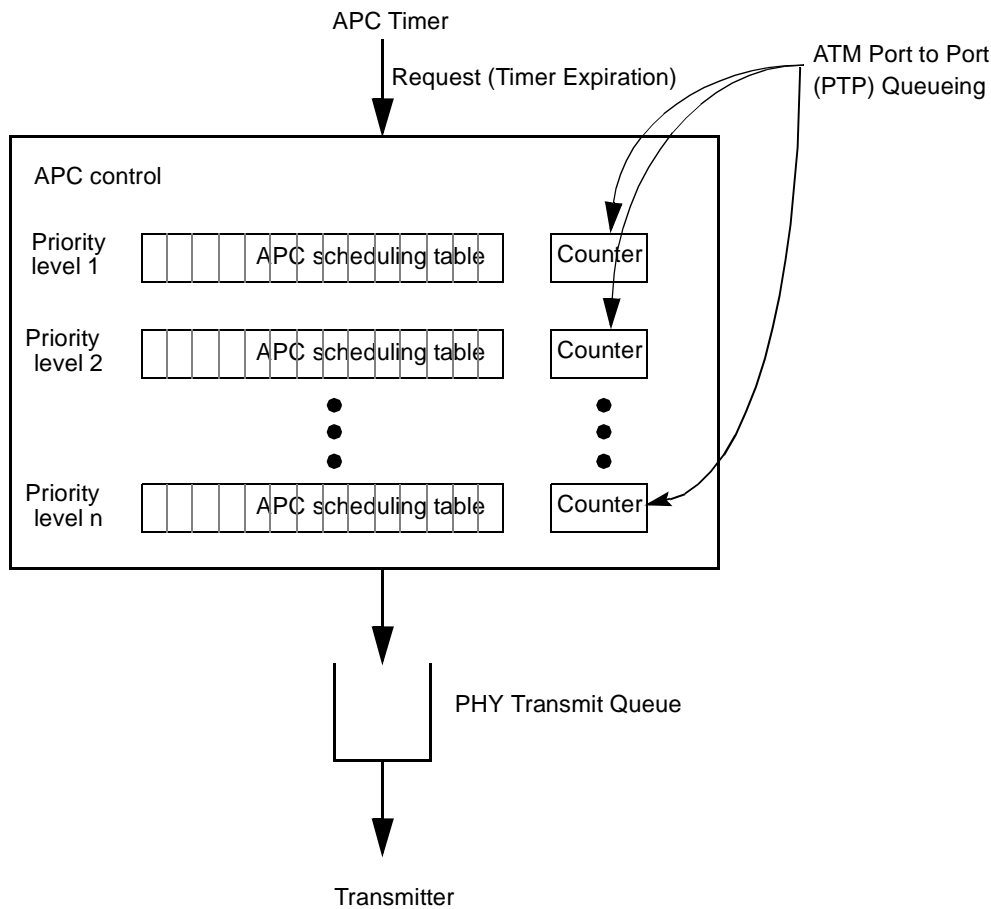 APC Timer
Request (Timer Expiration)
ATM Port to Port
(PTP) Queueing
APC control
Priority
level 1
APC scheduling table
Counter
Priority
level 2
APC scheduling table
Counter
Priority
level n
APC scheduling table
Counter
PHY Transmit Queue
Transmitter